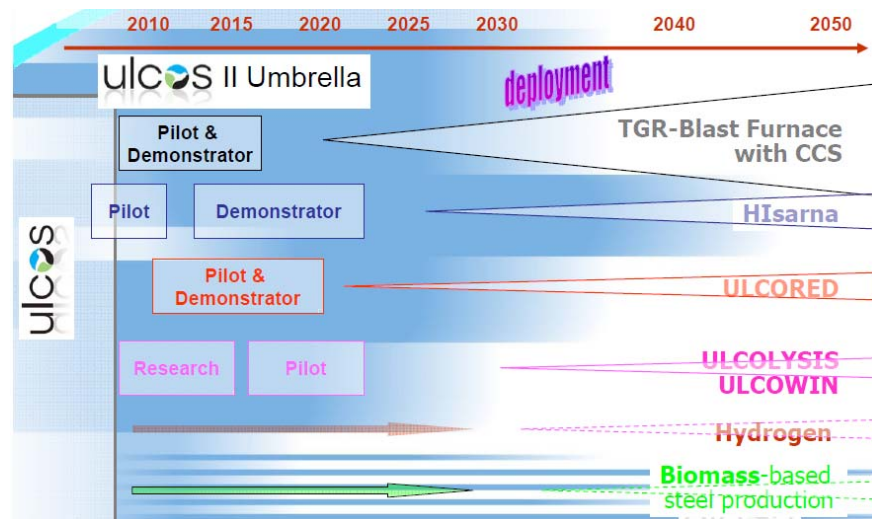 2010 2015 2020 2025 2030 2040 2050
ulcos II Umbrella
deployment
Pilot &
Demonstrator
TGR-Blast Furnace
with CCS
Pilot
Demonstrator
HIsarna
ulcos
Pilot &
Demonstrator
ULCORED
Research
Pilot
ULCOLYSIS
ULCOWIN
Hydrogen
Biomass-based
steel production